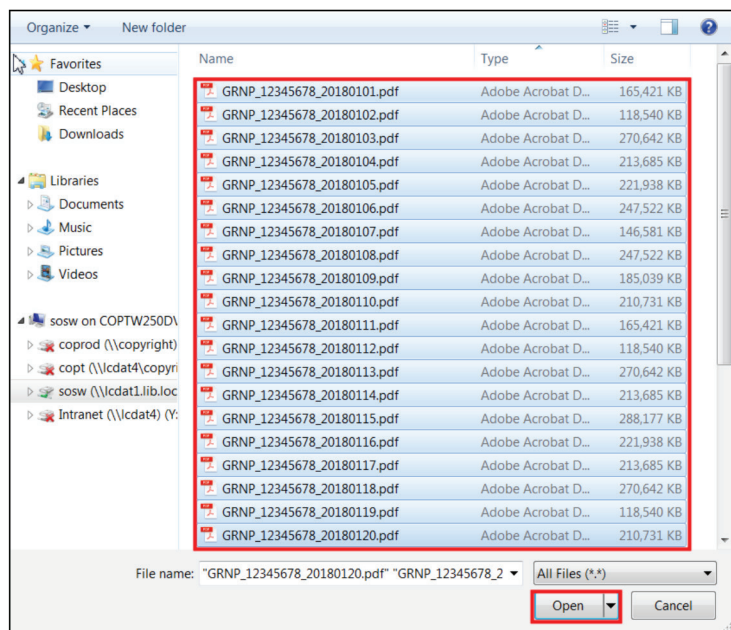 Organize New folder
Name Type Size
Favorites
Desktop
Recent Places
Downloads
Libraries
Documents
Music
Pictures
Videos
sosw on COPTW250D\
coprod (\\copyright)
copt (\\lcdat4\copyri
sosw (\\lcdat1.lib.loc
Intranet (\\lcdat4) (Y:
GRNP_12345678_20180101.pdf Adobe Acrobat D... 165,421 KB
GRNP_12345678_20180102.pdf Adobe Acrobat D... 118,540 KB
GRNP_12345678_20180103.pdf Adobe Acrobat D... 270,642 KB
GRNP_12345678_20180104.pdf Adobe Acrobat D... 213,685 KB
GRNP_12345678_20180105.pdf Adobe Acrobat D... 221,938 KB
GRNP_12345678_20180106.pdf Adobe Acrobat D... 247,522 KB
GRNP_12345678_20180107.pdf Adobe Acrobat D... 146,581 KB
GRNP_12345678_20180108.pdf Adobe Acrobat D... 247,522 KB
GRNP_12345678_20180109.pdf Adobe Acrobat D... 185,039 KB
GRNP_12345678_20180110.pdf Adobe Acrobat D... 210,731 KB
GRNP_12345678_20180111.pdf Adobe Acrobat D... 165,421 KB
GRNP_12345678_20180112.pdf Adobe Acrobat D... 118,540 KB
GRNP_12345678_20180113.pdf Adobe Acrobat D... 270,642 KB
GRNP_12345678_20180114.pdf Adobe Acrobat D... 213,685 KB
GRNP_12345678_20180115.pdf Adobe Acrobat D... 288,177 KB
GRNP_12345678_20180116.pdf Adobe Acrobat D... 221,938 KB
GRNP_12345678_20180117.pdf Adobe Acrobat D... 213,685 KB
GRNP_12345678_20180118.pdf Adobe Acrobat D... 270,642 KB
GRNP_12345678_20180119.pdf Adobe Acrobat D... 118,540 KB
GRNP_12345678_20180120.pdf Adobe Acrobat D... 210,731 KB
File name: "GRNP_12345678_20180120.pdf" "GRNP_12345678_2 All Files (*.*)
Open Cancel